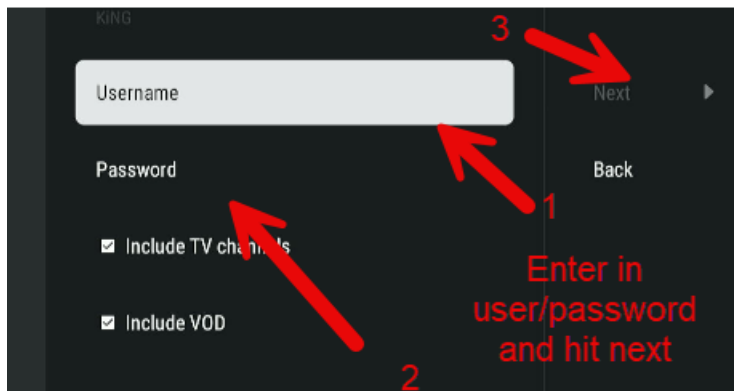 KiNG
3
Username
Next
Password
Back
1
Include TV channels
Enter in
user/password
and hit next
Include VOD
2